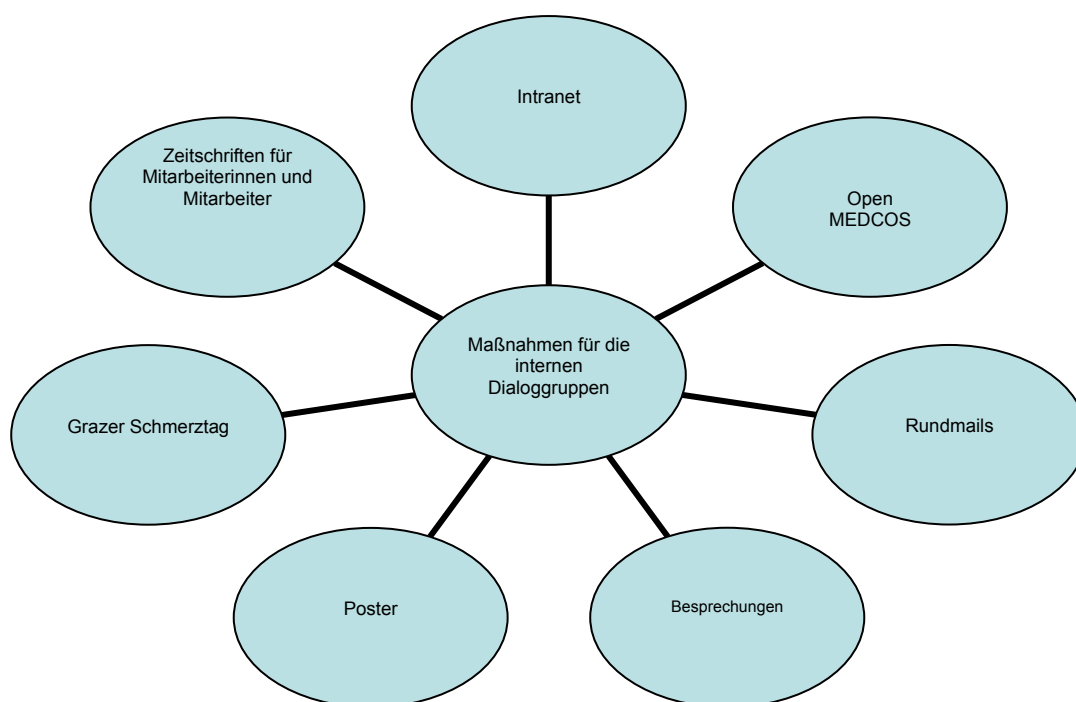 Intranet
Zeitschriften für
Mitarbeiterinnen und
Mitarbeiter
Open
MEDCOS
Maßnahmen für die
internen
Dialoggruppen
Grazer Schmerztag
Rundmails
Poster
Besprechungen